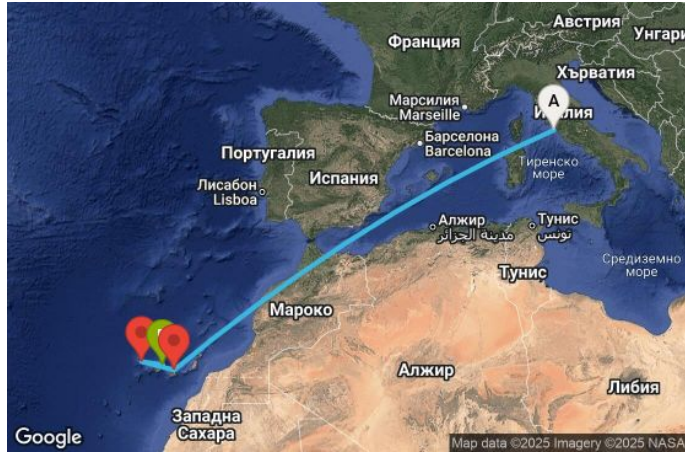 Австрия
Франция
Унгари
Хърватия
A
Марсилия
Marseille
Италия
Барселона
Barcelona
Португалия
Тиренско
море
Испания
Лисабон
Lisboa
Алжир
مدينة الجزائر
Тунис
تونس
Средиземно
море
Тунис
Мароко
Алжир
Либия
Западна
Сахара
Google
Map data ©2025 Imagery ©2025 NASA